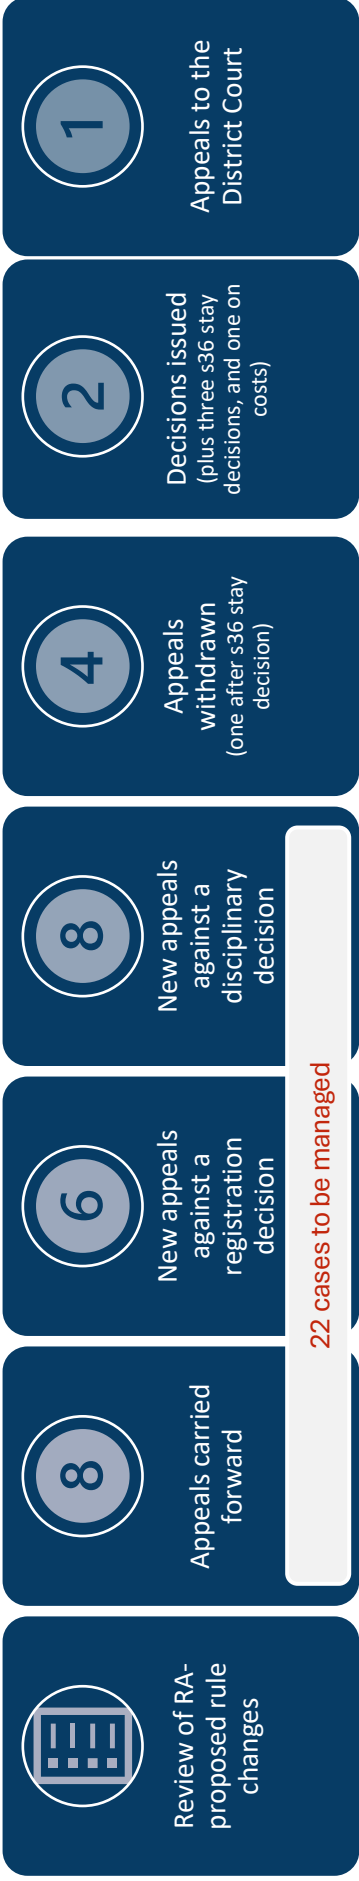 Review of RA-
proposed rule
changes
8
Appeals carried
forward
6
New appeals
against a
registration
decision
8
New appeals
against a
disciplinary
decision
22 cases to be managed
4
Appeals
withdrawn
(one after s36 stay
decision)
2
Decisions issued
(plus three s36 stay
decisions, and one on
costs)
1
Appeals to the
District Court